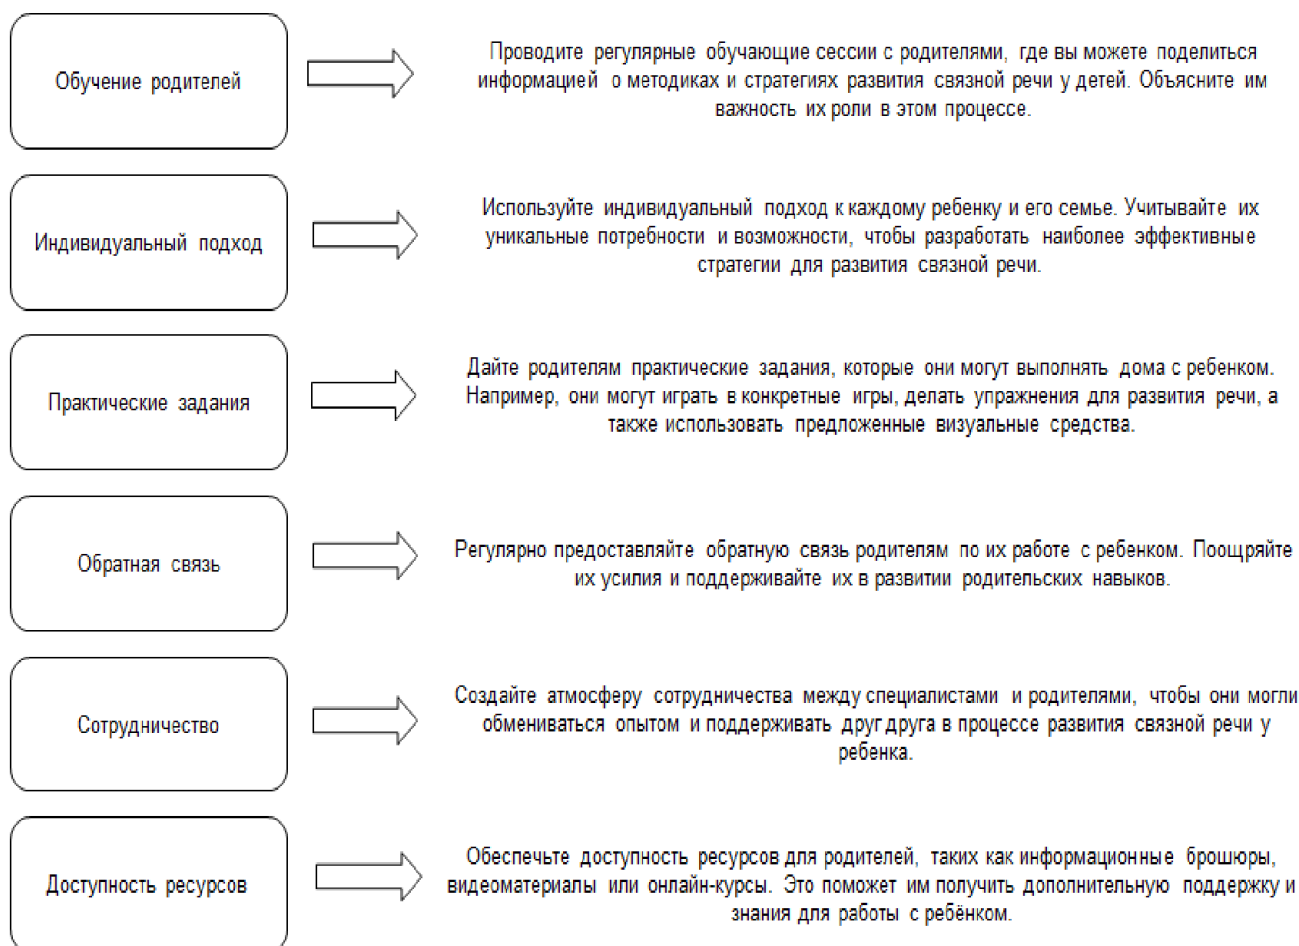 Обучение родителей
Проводите регулярные обучающие сессии с родителями, где вы можете поделиться
информацией о методиках и стратегиях развития связной речи у детей. Объясните им
важность их роли в этом процессе.
Индивидуальный подход
Используйте индивидуальный подход к каждому ребенку и его семье. Учитывайте их
уникальные потребности и возможности, чтобы разработать наиболее эффективные
стратегии для развития связной речи.
Практические задания
Дайте родителям практические задания, которые они могут выполнять дома с ребенком.
Например, они могут играть в конкретные игры, делать упражнения для развития речи, а
также использовать предложенные визуальные средства.
Обратная связь
Регулярно предоставляйте обратную связь родителям по их работе с ребенком. Поощряйте
их усилия и поддерживайте их в развитии родительских навыков.
Сотрудничество
Создайте атмосферу сотрудничества между специалистами и родителями, чтобы они могли
обмениваться опытом и поддерживать друг друга в процессе развития связной речи у
ребенка.
Доступность ресурсов
Обеспечьте доступность ресурсов для родителей, таких как информационные брошюры,
видеоматериалы или онлайн-курсы. Это поможет им получить дополнительную поддержку и
знания для работы с ребёнком.